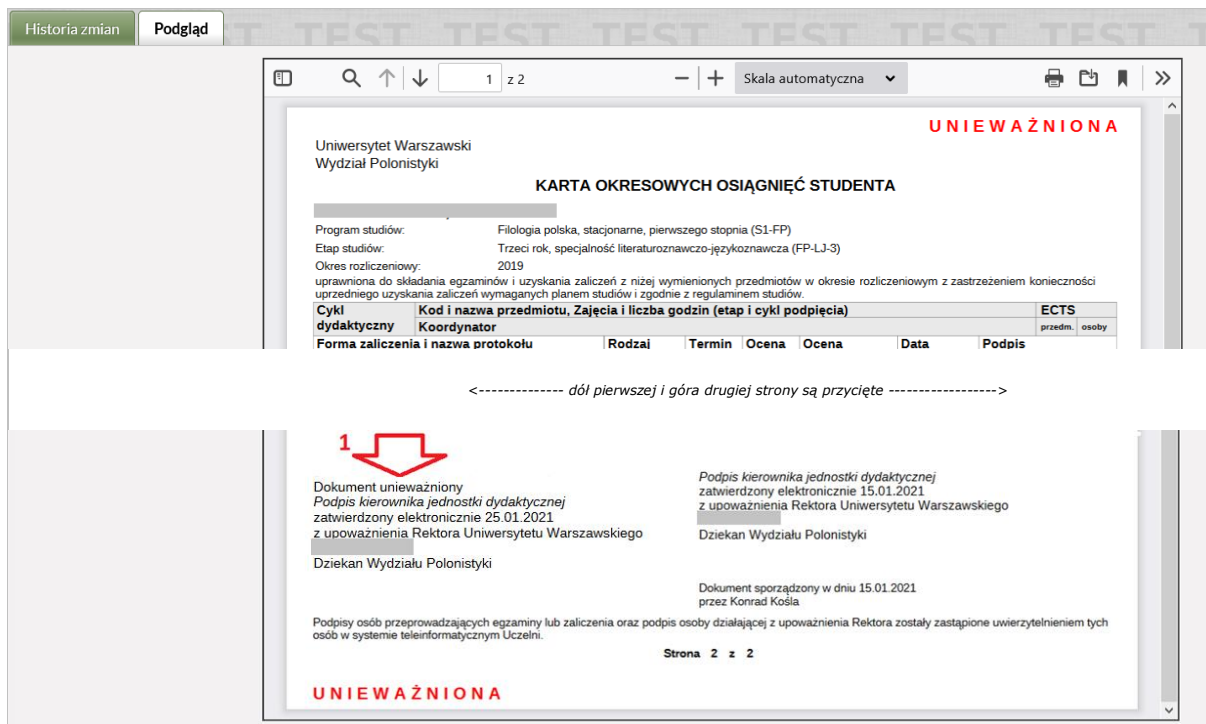 Historia zmian
Podgląd
TEST TEST TEST TEST TEST TEST
1 z 2
Skala automatyczna
UNIEWAŻNIONA
Uniwersytet Warszawski
Wydział Polonistyki
KARTA OKRESOWYCH OSIĄGNIĘĆ STUDENTA
Program studiów: Filologia polska, stacjonarne, pierwszego stopnia (S1-FP)
Etap studiów: Trzeci rok, specjalność literaturoznawczo-językoznawcza (FP-LJ-3)
Okres rozliczeniowy: 2019
uprawniona do składania egzaminów i uzyskania zaliczeń z niżej wymienionych przedmiotów w okresie rozliczeniowym z zastrzeżeniem konieczności
uprzedniego uzyskania zaliczeń wymaganych planem studiów i zgodnie z regulaminem studiów.
Cykl dydaktyczny
Kod i nazwa przedmiotu, Zajęcia i liczba godzin (etap i cykl podpięcia)
Koordynator
ECTS
przedm. osoby
Forma zaliczenia i nazwa protokołu Rodzaj Termin Ocena Ocena Data Podpis
<-------------- dół pierwszej i góra drugiej strony są przycięte ------------------>
1
Dokument unieważniony
Podpis kierownika jednostki dydaktycznej
zatwierdzony elektronicznie 25.01.2021
z upoważnienia Rektora Uniwersytetu Warszawskiego
Dziekan Wydziału Polonistyki
Podpis kierownika jednostki dydaktycznej
zatwierdzony elektronicznie 15.01.2021
z upoważnienia Rektora Uniwersytetu Warszawskiego
Dziekan Wydziału Polonistyki
Dokument sporządzony w dniu 15.01.2021
przez Konrad Kośla
Podpisy osób przeprowadzających egzaminy lub zaliczenia oraz podpis osoby działającej z upoważnienia Rektora zostały zastąpione uwierzytelnieniem tych
osób w systemie teleinformatycznym Uczelni.
Strona 2 z 2
UNIEWAŻNIONA